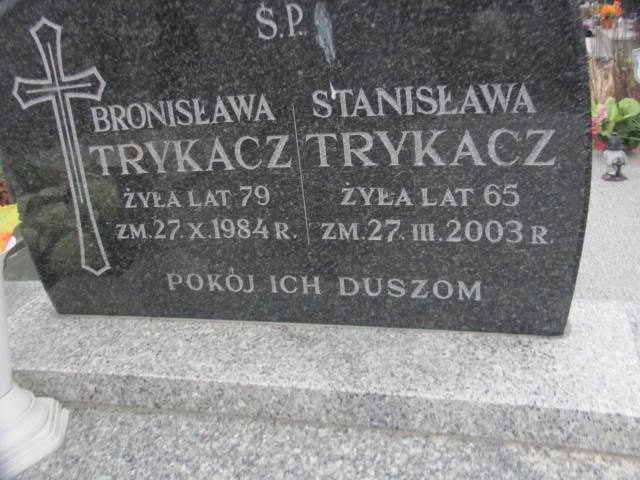 Ś.P.
BRONISŁAWA
TRYKACZ
ŻYŁA LAT 79
ZM. 27. X. 1984 R.
STANISŁAWA
TRYKACZ
ŻYŁA LAT 65
ZM. 27. III. 2003 R.
POKÓJ ICH DUSZOM